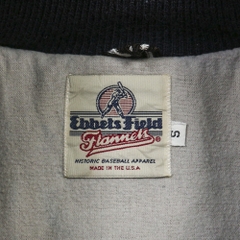 Ebbets Field
Flannels
®
HISTORIC BASEBALL APPAREL
MADE IN THE U.S.A.
S